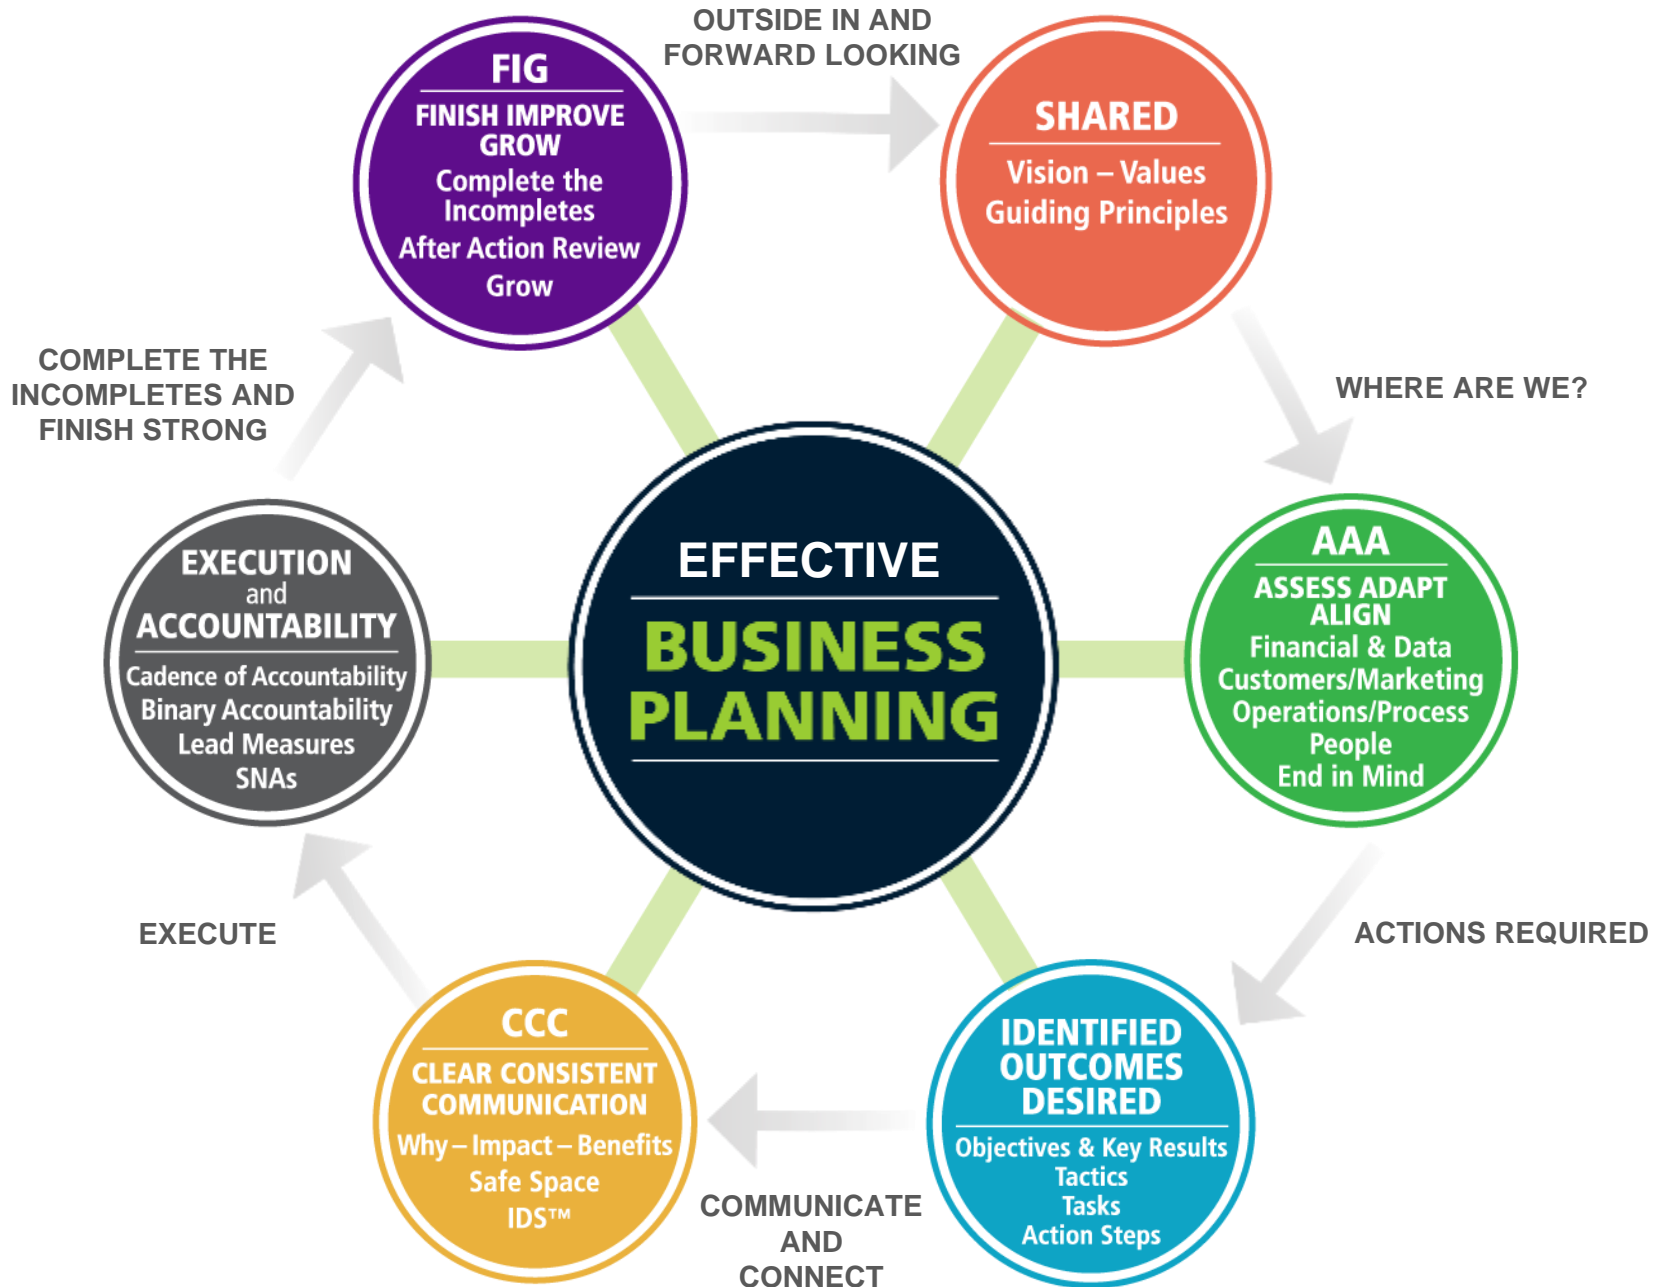 OUTSIDE IN AND
FORWARD LOOKING
FIG
FINISH IMPROVE
GROW
Complete the
Incompletes
After Action Review
Grow
SHARED
Vision – Values
Guiding Principles
WHERE ARE WE?
AAA
ASSESS ADAPT
ALIGN
Financial & Data
Customers/Marketing
Operations/Process
People
End in Mind
ACTIONS REQUIRED
IDENTIFIED
OUTCOMES
DESIRED
Objectives & Key Results
Tactics
Tasks
Action Steps
COMMUNICATE
AND
CONNECT
CCC
CLEAR CONSISTENT
COMMUNICATION
Why – Impact – Benefits
Safe Space
IDS™
EXECUTE
EXECUTION
and
ACCOUNTABILITY
Cadence of Accountability
Binary Accountability
Lead Measures
SNAs
COMPLETE THE
INCOMPLETES AND
FINISH STRONG
EFFECTIVE
BUSINESS
PLANNING